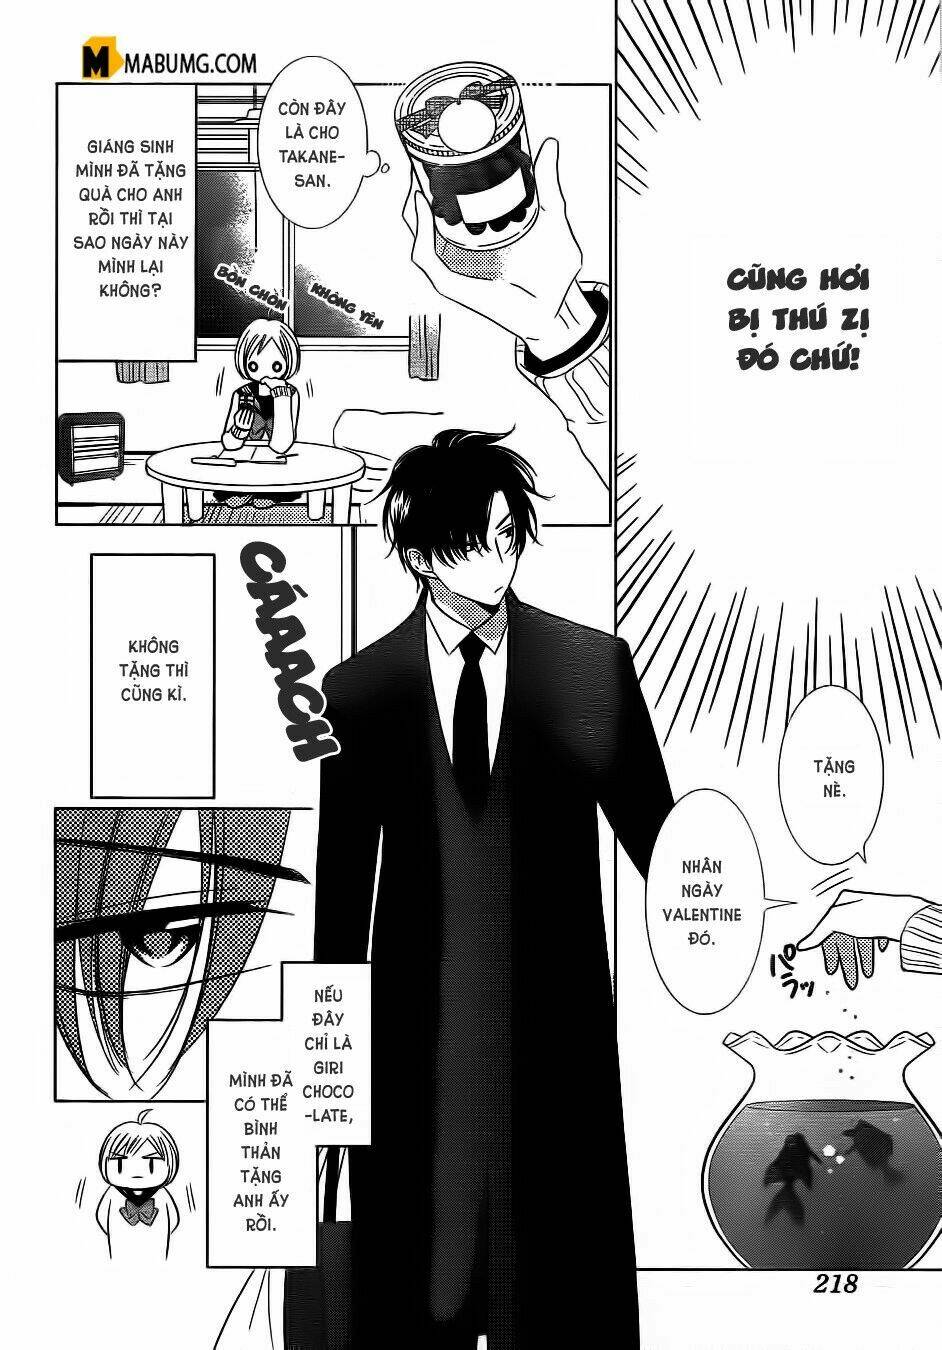 MABUMG.COM
CŨNG HƠI
BỊ THÚ ZỊ
ĐÓ CHỨ!
TẶNG
NÈ.
NHÂN
NGÀY
VALENTINE
ĐÓ.
パラッ
CÒN ĐÂY
LÀ CHO
TAKANE-
SAN.
GIÁNG SINH
MÌNH ĐÃ TẶNG
QUÀ CHO ANH
RỒI THÌ TẠI
SAO NGÀY NÀY
MÌNH LẠI
KHÔNG?
BỒN CHỒN
KHÔNG YÊN
KHÔNG
TẶNG THÌ
CŨNG KÌ.
CÁAACH
NẾU
ĐÂY
CHỈ LÀ
GIRI
CHOCO
-LATE,
MÌNH ĐÃ
CÓ THỂ
BÌNH
THẢN
TẶNG
ANH ẤY
RỒI.
218